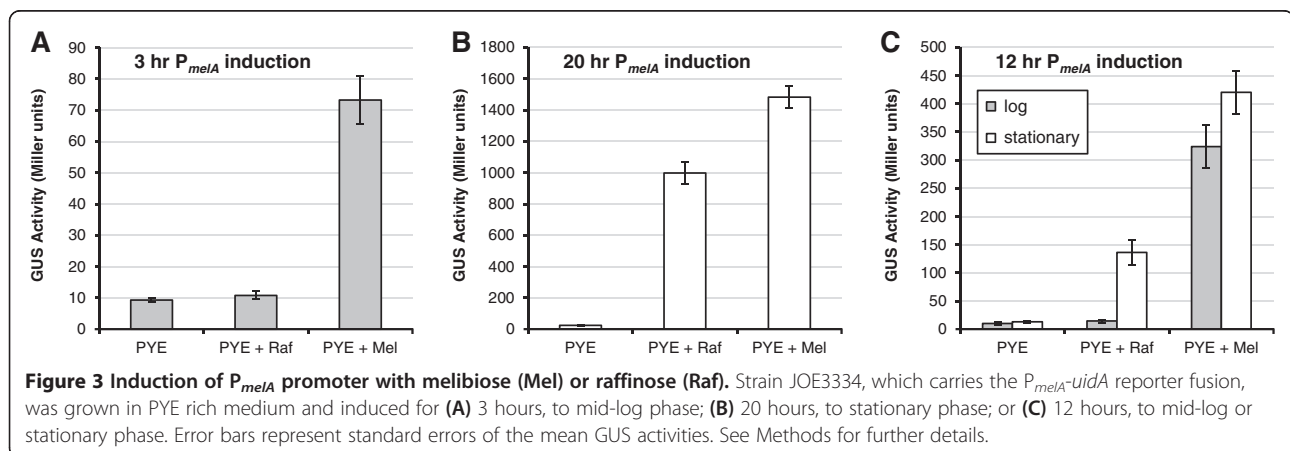 A
3 hr PmelA induction
GUS Activity (Miller units)
90
80
70
60
50
40
30
20
10
0
PYE
PYE + Raf
PYE + Mel
B
20 hr PmelA induction
GUS Activity (Miller units)
1800
1600
1400
1200
1000
800
600
400
200
0
PYE
PYE + Raf
PYE + Mel
C
12 hr PmelA induction
GUS Activity (Miller units)
500
450
400
350
300
250
200
150
100
50
0
log
stationary
PYE
PYE + Raf
PYE + Mel
Figure 3 Induction of PmelA promoter with melibiose (Mel) or raffinose (Raf). Strain JOE3334, which carries the PmelA-uidA reporter fusion,
was grown in PYE rich medium and induced for (A) 3 hours, to mid-log phase; (B) 20 hours, to stationary phase; or (C) 12 hours, to mid-log or
stationary phase. Error bars represent standard errors of the mean GUS activities. See Methods for further details.